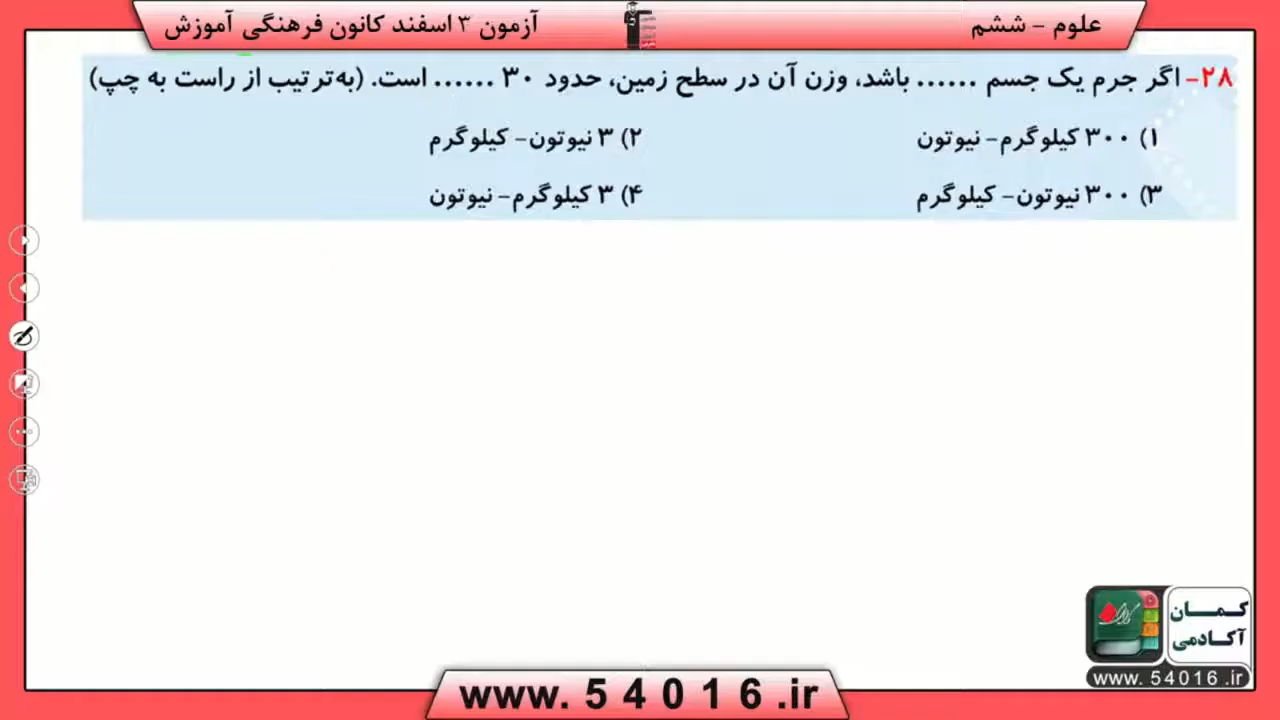 علوم - ششم
آزمون ۳ اسفند کانون فرهنگی آموزش
۲۸- اگر جرم یک جسم ...... باشد، وزن آن در سطح زمین، حدود ۳۰ ...... است. (به‌ترتیب از راست به چپ)
۱) ۳۰۰ کیلوگرم- نیوتون
۲) ۳ نیوتون- کیلوگرم
۳) ۳۰۰ نیوتون- کیلوگرم
۴) ۳ کیلوگرم- نیوتون
کمان
آکادمی
www. 54016 .ir
www. 5 4 0 1 6 .ir